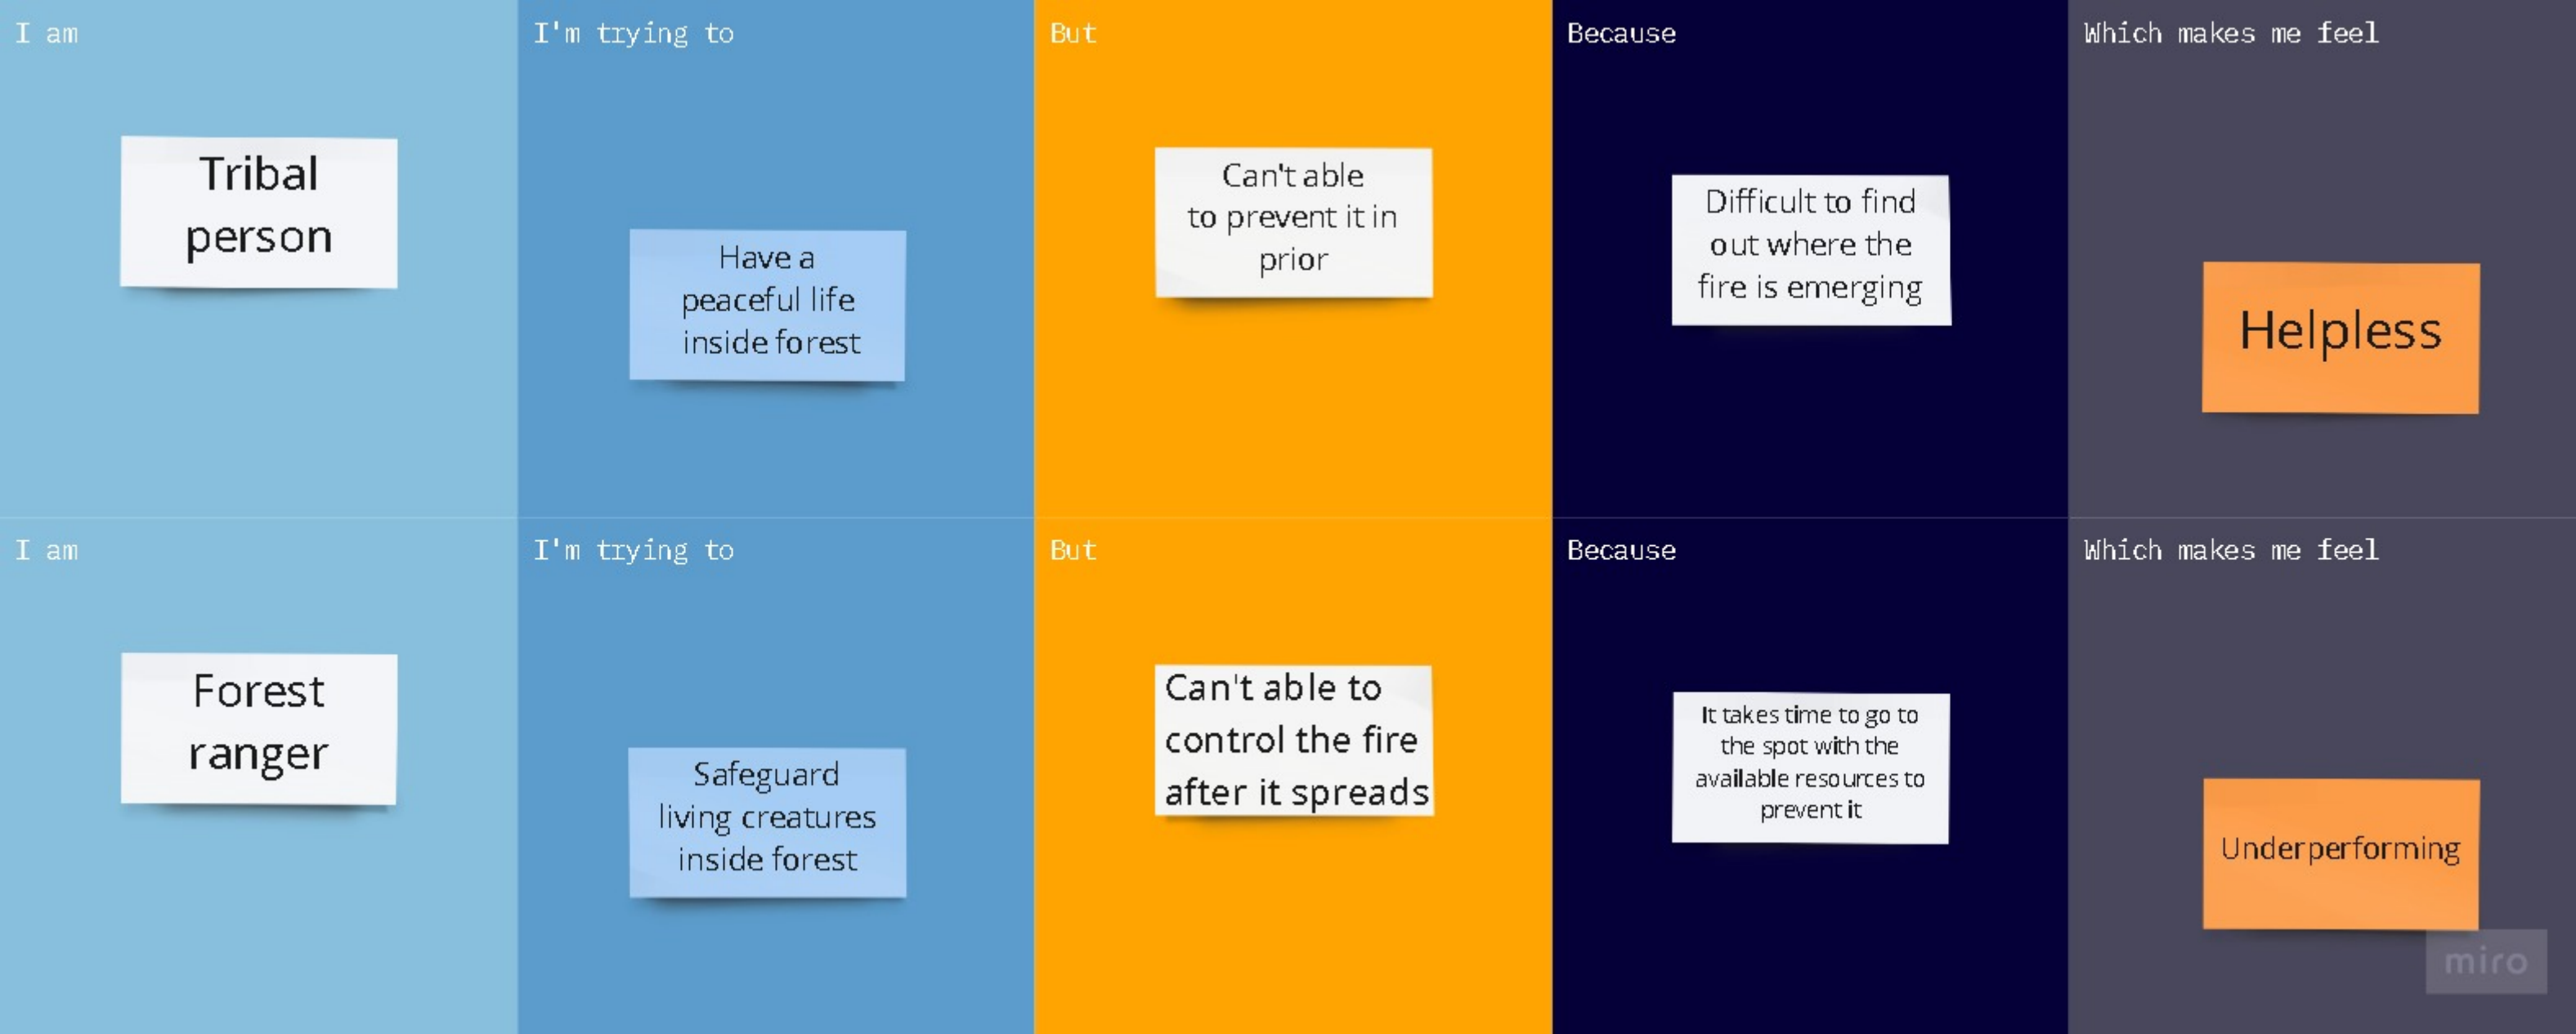 I am
Tribal
person
I'm trying to
Have a
peaceful life
inside forest
But
Can't able
to prevent it in
prior
Because
Difficult to find
out where the
fire is emerging
Which makes me feel
Helpless
I am
Forest
ranger
I'm trying to
Safeguard
living creatures
inside forest
But
Can't able to
control the fire
after it spreads
Because
It takes time to go to
the spot with the
available resources to
prevent it
Which makes me feel
Underperforming
miro